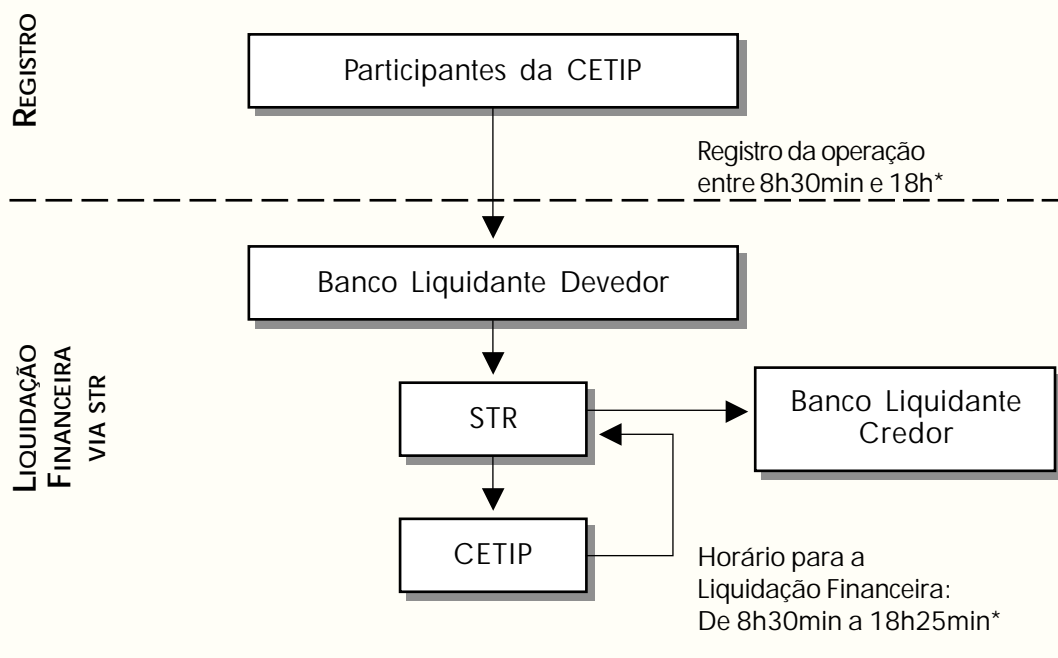 REGISTRO
Participantes da CETIP
Registro da operação
entre 8h30min e 18h*
Banco Liquidante Devedor
LIQUIDAÇÃO
FINANCEIRA
VIA STR
STR
Banco Liquidante
Credor
CETIP
Horário para a
Liquidação Financeira:
De 8h30min a 18h25min*